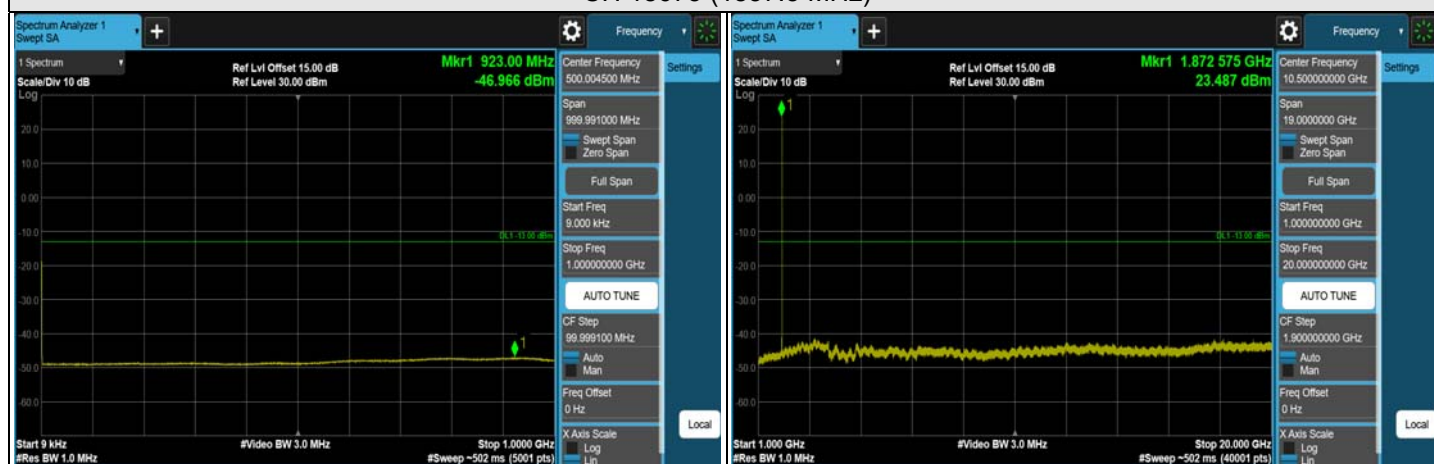 Spectrum Analyzer 1
Swept SA
+
Frequency
1 Spectrum
Scale/Div 10 dB
Log
Ref Lvl Offset 15.00 dB
Ref Level 30.00 dBm
Mkr1 923.00 MHz
-46.966 dBm
1
20.0
10.0
0.00
-10.0
-20.0
-30.0
-40.0
-50.0
-60.0
DL1 -13.00 dBm
Start 9 kHz
#Res BW 1.0 MHz
#Video BW 3.0 MHz
Stop 1.0000 GHz
#Sweep ~502 ms (5001 pts)
Center Frequency
500.004500 MHz
Settings
Span
999.991000 MHz
Swept Span
Zero Span
Full Span
Start Freq
9.000 kHz
Stop Freq
1.000000000 GHz
AUTO TUNE
CF Step
99.999100 MHz
Auto
Man
Freq Offset
0 Hz
X Axis Scale
Log
Lin
Local
Spectrum Analyzer 1
Swept SA
+
Frequency
1 Spectrum
Scale/Div 10 dB
Log
Ref Lvl Offset 15.00 dB
Ref Level 30.00 dBm
Mkr1 1.872 575 GHz
23.487 dBm
1
20.0
10.0
0.00
-10.0
-20.0
-30.0
-40.0
-50.0
-60.0
DL1 -13.00 dBm
Start 1.000 GHz
#Res BW 1.0 MHz
#Video BW 3.0 MHz
Stop 20.000 GHz
#Sweep ~502 ms (40001 pts)
Center Frequency
10.500000000 GHz
Settings
Span
19.0000000 GHz
Swept Span
Zero Span
Full Span
Start Freq
1.000000000 GHz
Stop Freq
20.000000000 GHz
AUTO TUNE
CF Step
1.900000000 GHz
Auto
Man
Freq Offset
0 Hz
X Axis Scale
Log
Lin
Local